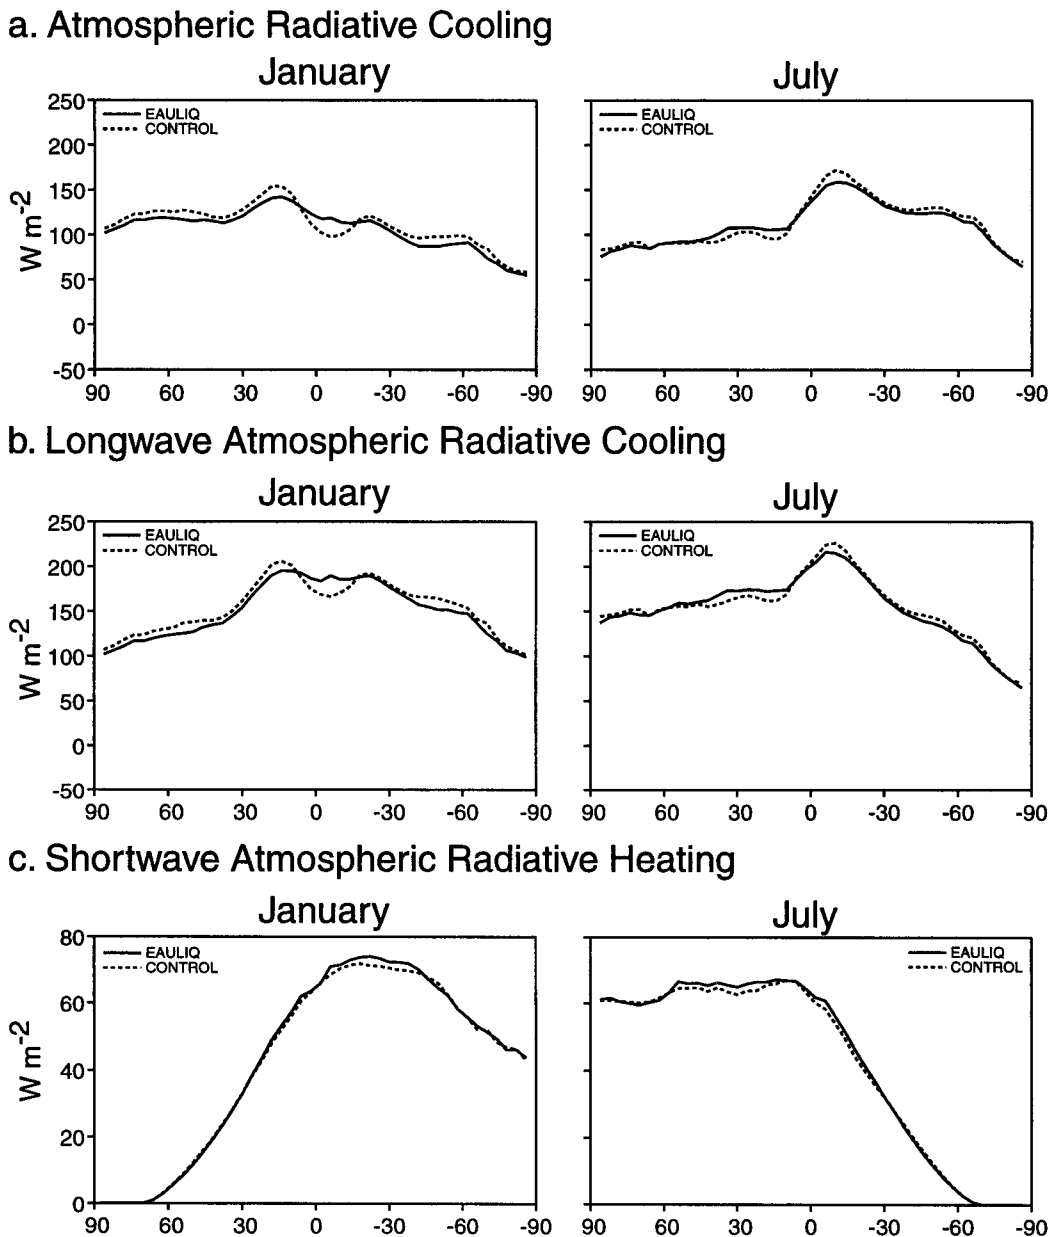 a. Atmospheric Radiative Cooling
January
July
EAULIQ
CONTROL
EAULIQ
CONTROL
W m-2
250
200
150
100
50
0
-50
90 60 30 0 -30 -60 -90
90 60 30 0 -30 -60 -90
b. Longwave Atmospheric Radiative Cooling
January
July
EAULIQ
CONTROL
EAULIQ
CONTROL
W m-2
250
200
150
100
50
0
-50
90 60 30 0 -30 -60 -90
90 60 30 0 -30 -60 -90
c. Shortwave Atmospheric Radiative Heating
January
July
EAULIQ
CONTROL
EAULIQ
CONTROL
W m-2
80
60
40
20
0
90 60 30 0 -30 -60 -90
90 60 30 0 -30 -60 -90